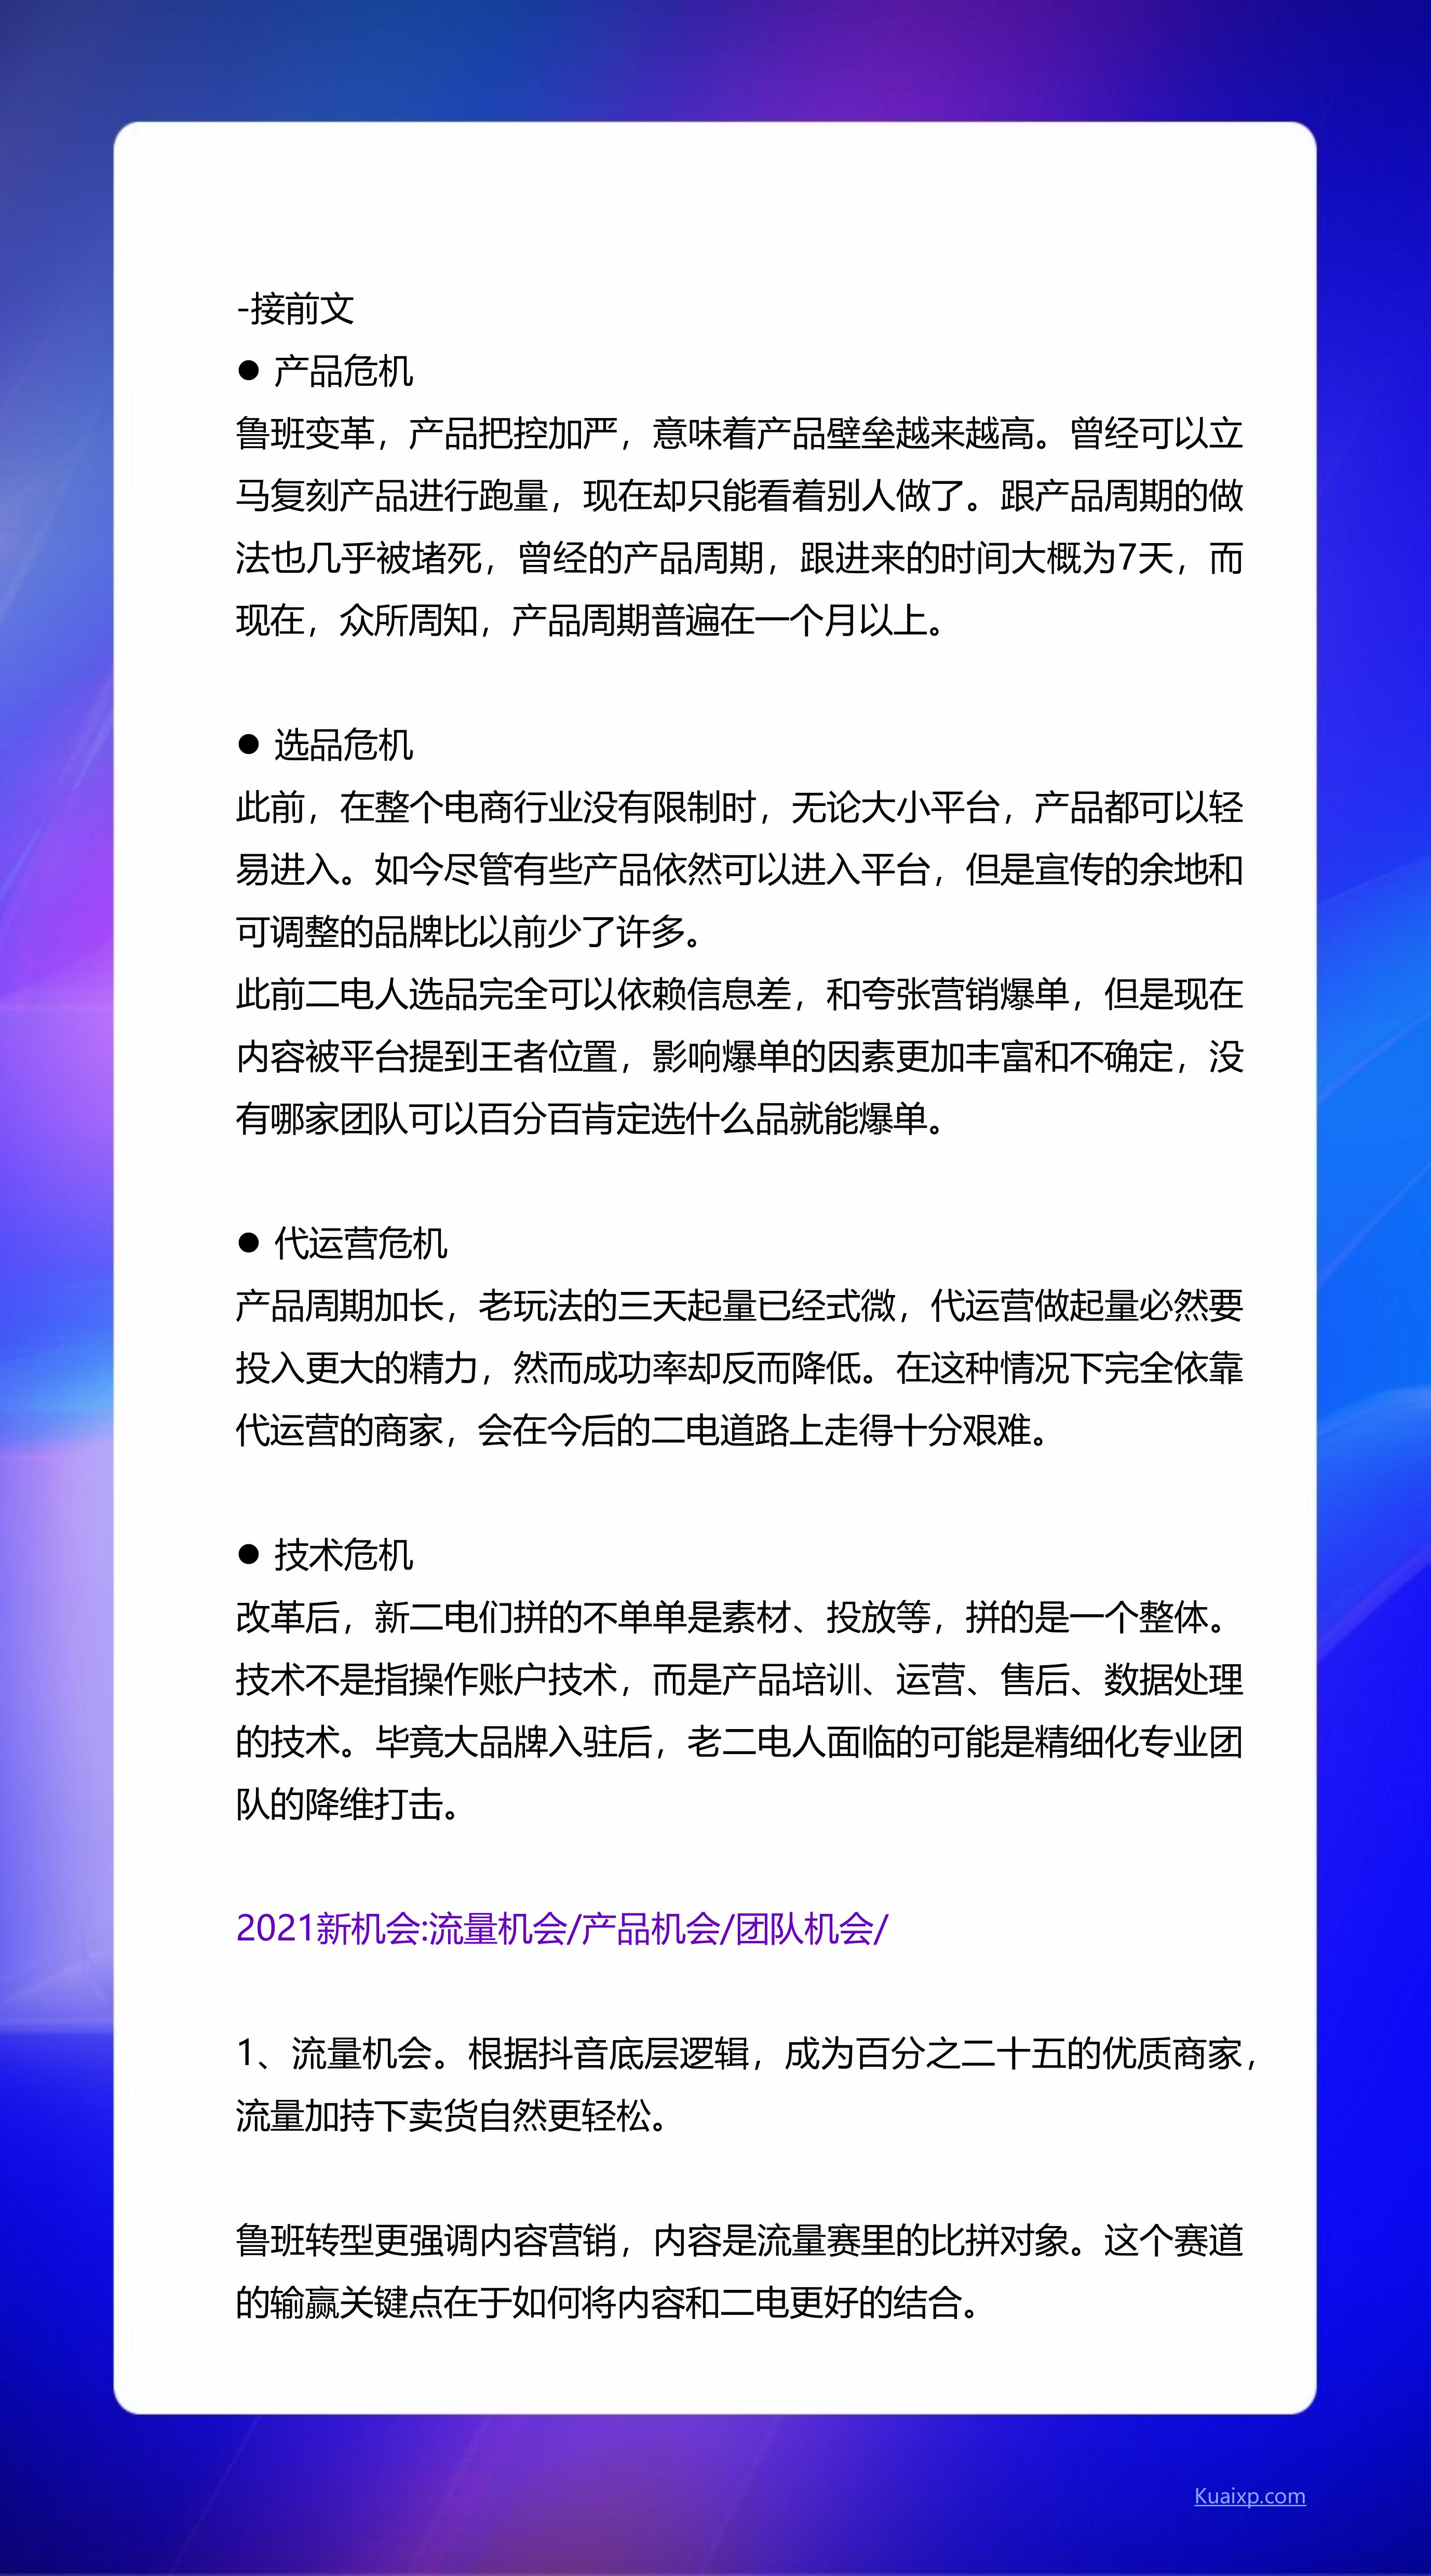 -接前文
● 产品危机
鲁班变革，产品把控加严，意味着产品壁垒越来越高。曾经可以立
马复刻产品进行跑量，现在却只能看着别人做了。跟产品周期的做
法也几乎被堵死，曾经的产品周期，跟进来的时间大概为7天，而
现在，众所周知，产品周期普遍在一个月以上。
● 选品危机
此前，在整个电商行业没有限制时，无论大小平台，产品都可以轻
易进入。如今尽管有些产品依然可以进入平台，但是宣传的余地和
可调整的品牌比以前少了许多。
此前二电人选品完全可以依赖信息差，和夸张营销爆单，但是现在
内容被平台提到王者位置，影响爆单的因素更加丰富和不确定，没
有哪家团队可以百分百肯定选什么品就能爆单。
● 代运营危机
产品周期加长，老玩法的三天起量已经式微，代运营做起量必然要
投入更大的精力，然而成功率却反而降低。在这种情况下完全依靠
代运营的商家，会在今后的二电道路上走得十分艰难。
● 技术危机
改革后，新二电们拼的不单单是素材、投放等，拼的是一个整体。
技术不是指操作账户技术，而是产品培训、运营、售后、数据处理
的技术。毕竟大品牌入驻后，老二电人面临的可能是精细化专业团
队的降维打击。
2021新机会:流量机会/产品机会/团队机会/
1、流量机会。根据抖音底层逻辑，成为百分之二十五的优质商家，
流量加持下卖货自然更轻松。
鲁班转型更强调内容营销，内容是流量赛里的比拼对象。这个赛道
的输赢关键点在于如何将内容和二电更好的结合。
Kuaixp.com